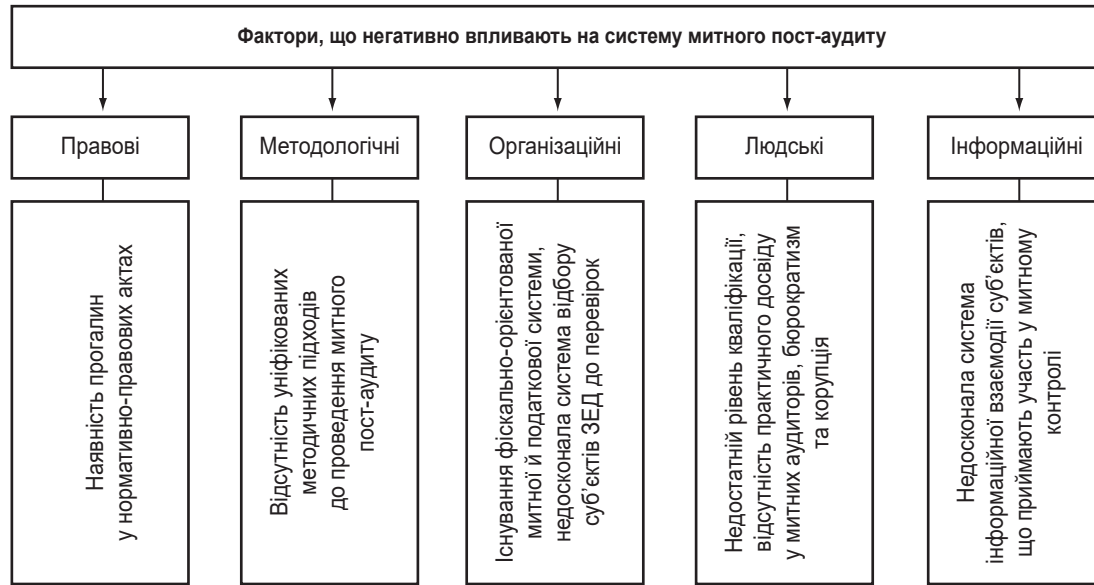 Фактори, що негативно впливають на систему митного пост-аудиту
Правові
Методологічні
Організаційні
Людські
Інформаційні
Наявність прогалин
у нормативно-правових актах
Відсутність уніфікованих
методичних підходів
до проведення митного
пост-аудиту
Існування фіскально-орієнтованої
митної й податкової системи,
недосконала система відбору
суб’єктів ЗЕД до перевірок
Недостатній рівень кваліфікації,
відсутність практичного досвіду
у митних аудиторів, бюрократизм
та корупція
Недосконала система
інформаційної взаємодії суб’єктів,
що приймають участь у митному
контролі